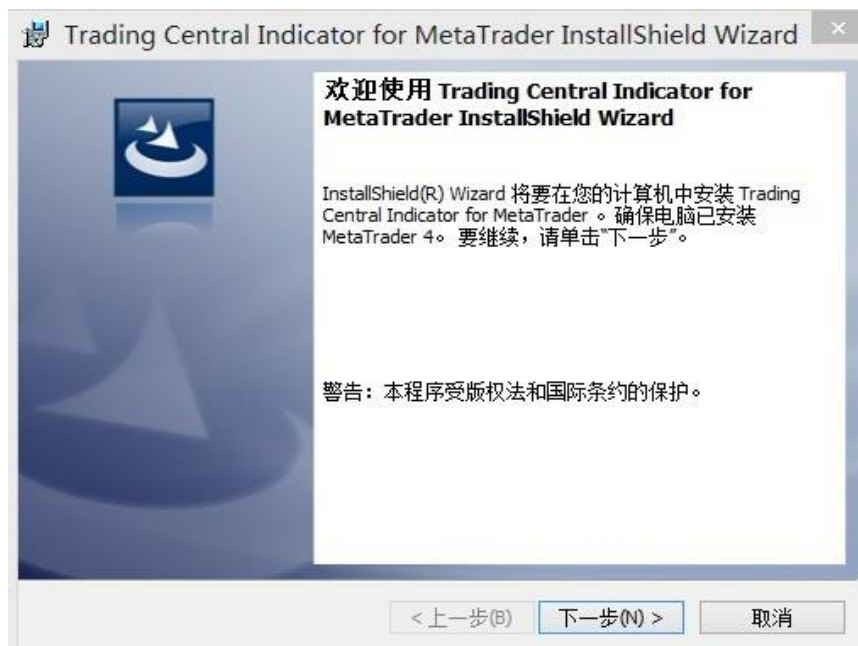 Trading Central Indicator for MetaTrader InstallShield Wizard
欢迎使用 Trading Central Indicator for
MetaTrader InstallShield Wizard
InstallShield(R) Wizard 将要在您的计算机中安装 Trading
Central Indicator for MetaTrader 。确保电脑已安装
MetaTrader 4。 要继续，请单击“下一步”。
警告：本程序受版权法和国际条约的保护。
<上一步(B) 下一步(N) > 取消